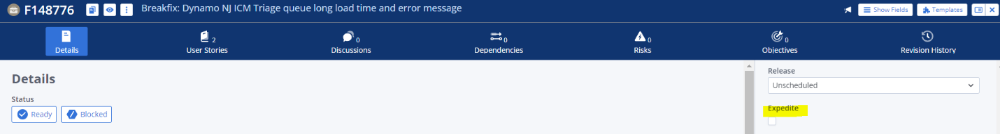 F148776
Breakfix: Dynamo NJ ICM Triage queue long load time and error message
Show Fields
Templates
Details
2
User Stories
0
Discussions
0
Dependencies
0
Risks
0
Objectives
Revision History
Details
Status
Ready
Blocked
Release
Unscheduled
Expedite